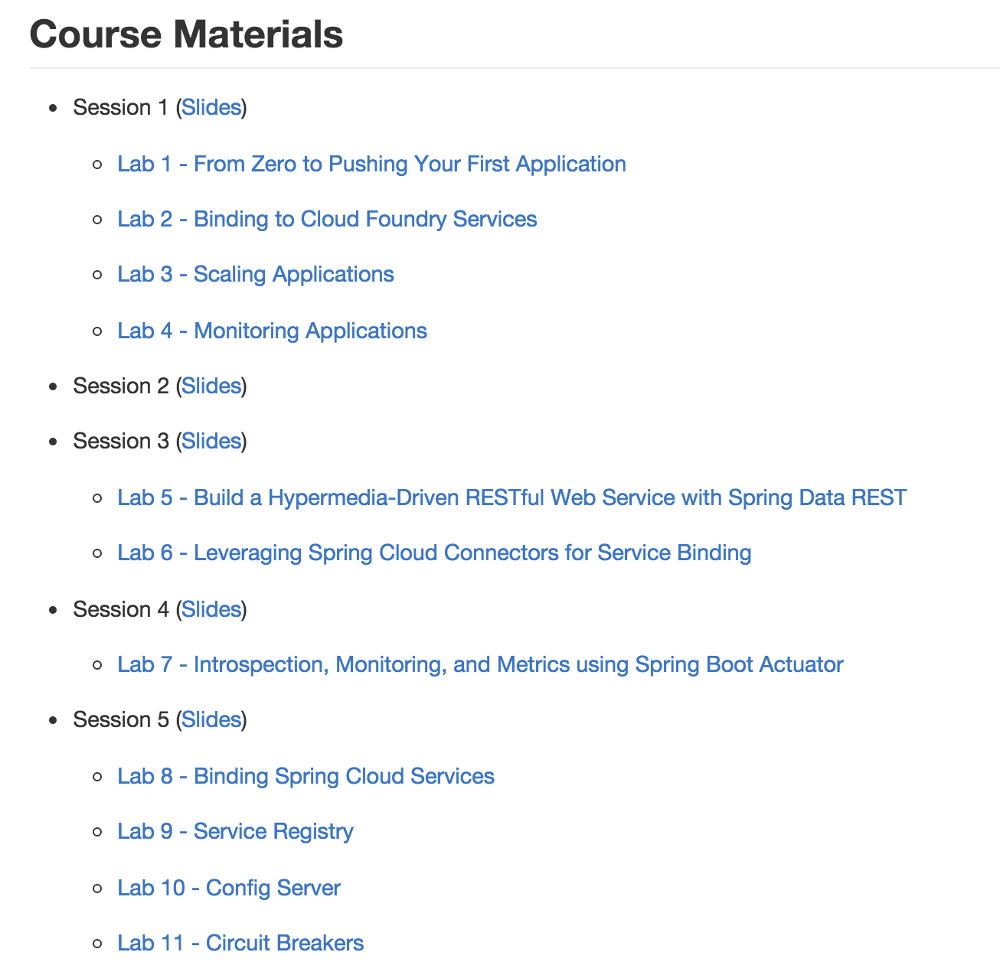 Course Materials
Session 1 (Slides)
Lab 1 - From Zero to Pushing Your First Application
Lab 2 - Binding to Cloud Foundry Services
Lab 3 - Scaling Applications
Lab 4 - Monitoring Applications
Session 2 (Slides)
Session 3 (Slides)
Lab 5 - Build a Hypermedia-Driven RESTful Web Service with Spring Data REST
Lab 6 - Leveraging Spring Cloud Connectors for Service Binding
Session 4 (Slides)
Lab 7 - Introspection, Monitoring, and Metrics using Spring Boot Actuator
Session 5 (Slides)
Lab 8 - Binding Spring Cloud Services
Lab 9 - Service Registry
Lab 10 - Config Server
Lab 11 - Circuit Breakers